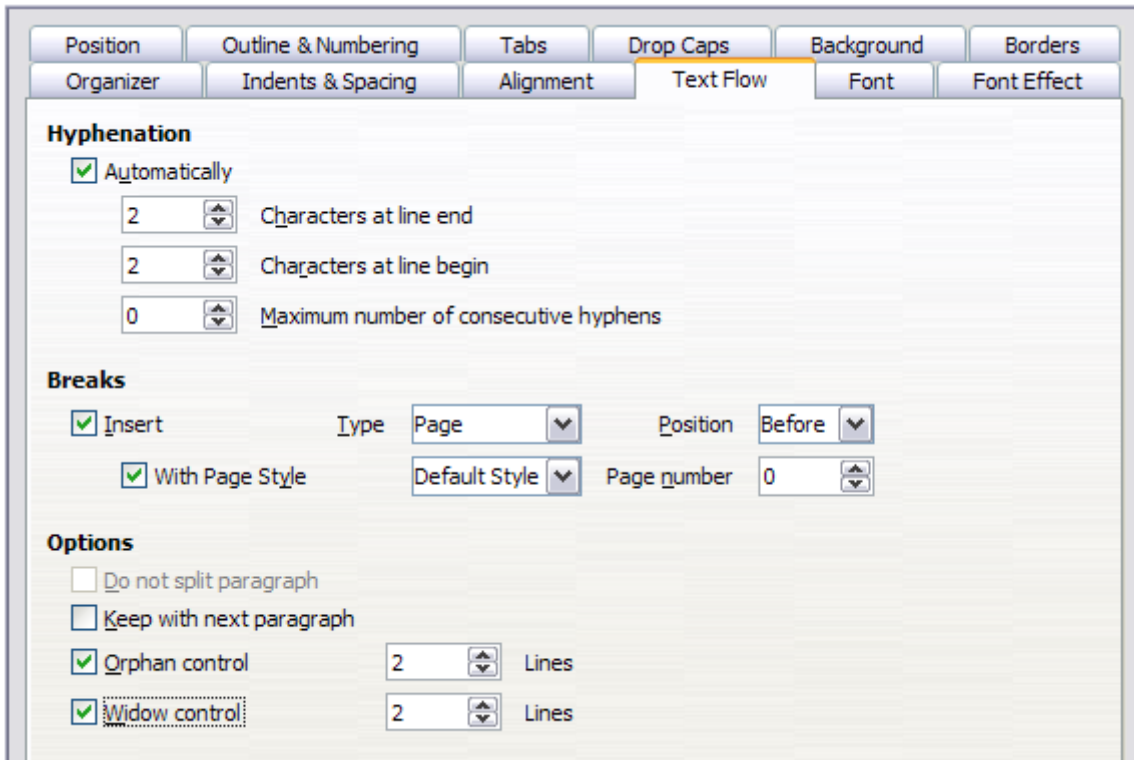 Position Outline & Numbering Tabs Drop Caps Background Borders
Organizer Indents & Spacing Alignment Text Flow Font Font Effect
Hyphenation
Automatically
2 Characters at line end
2 Characters at line begin
0 Maximum number of consecutive hyphens
Breaks
Insert Type Page Position Before
With Page Style Default Style Page number 0
Options
Do not split paragraph
Keep with next paragraph
Orphan control 2 Lines
Widow control 2 Lines